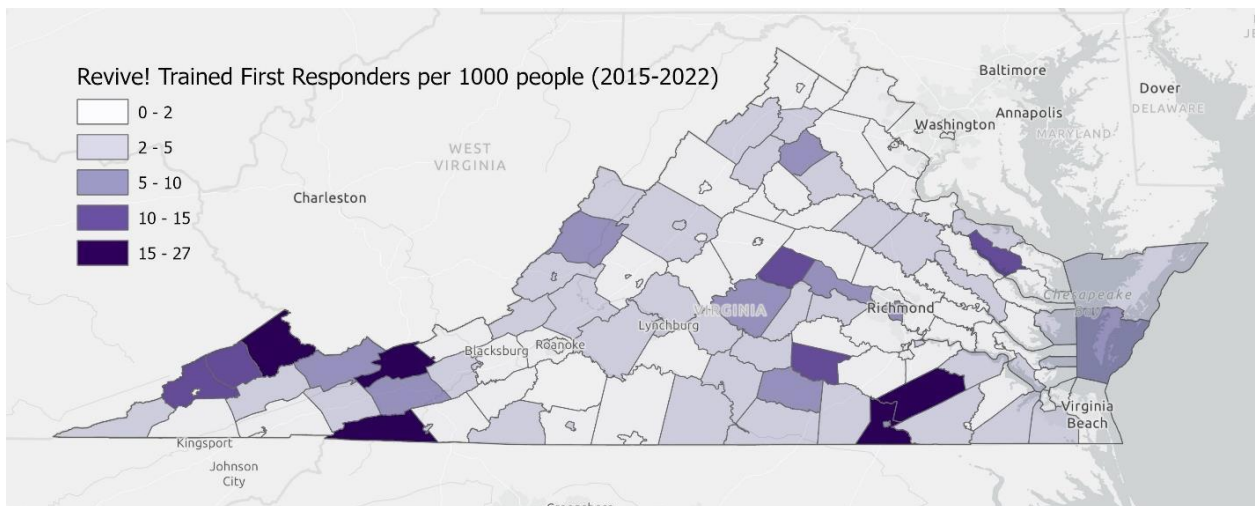 Revive! Trained First Responders per 1000 people (2015-2022)
0 - 2
2 - 5
5 - 10
10 - 15
15 - 27
Baltimore
Dover
Annapolis
DELAWARE
Washington
MARYLAND
WEST
VIRGINIA
Charleston
Chesapeake
VIRGINIA
Richmond
Lynchburg
Blacksburg
Roanoke
Virginia
Beach
Kingsport
Johnson
City